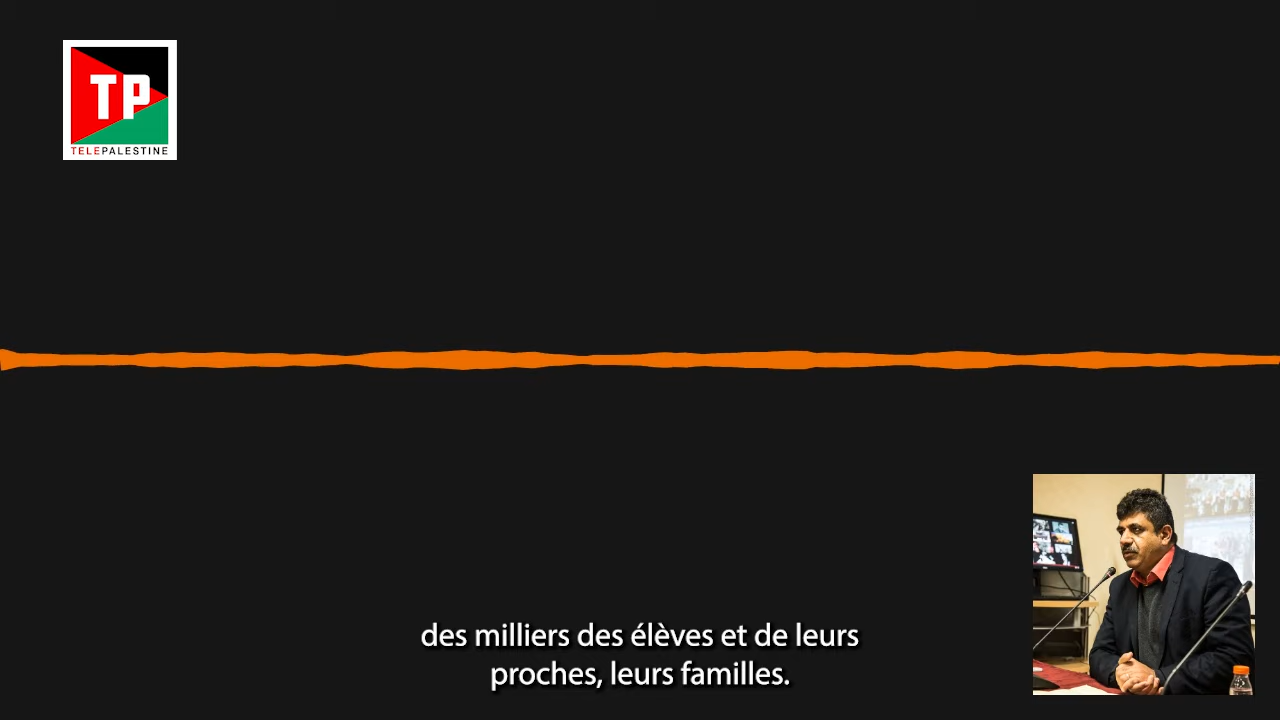 TP
TELEPALESTINE
des milliers des élèves et de leurs
proches, leurs familles.